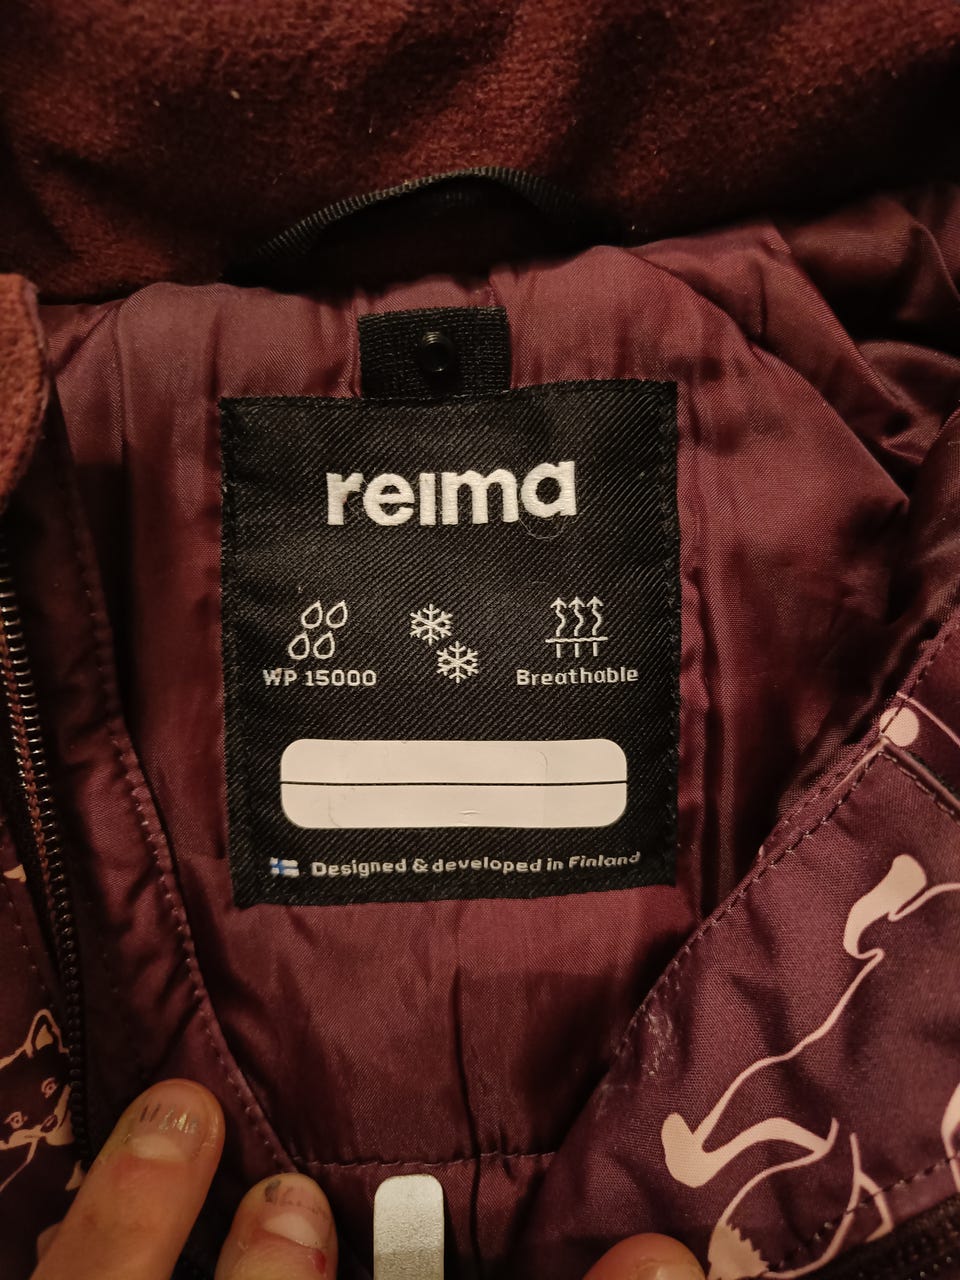 reima
WP 15000
Breathable
Designed & developed in Finland